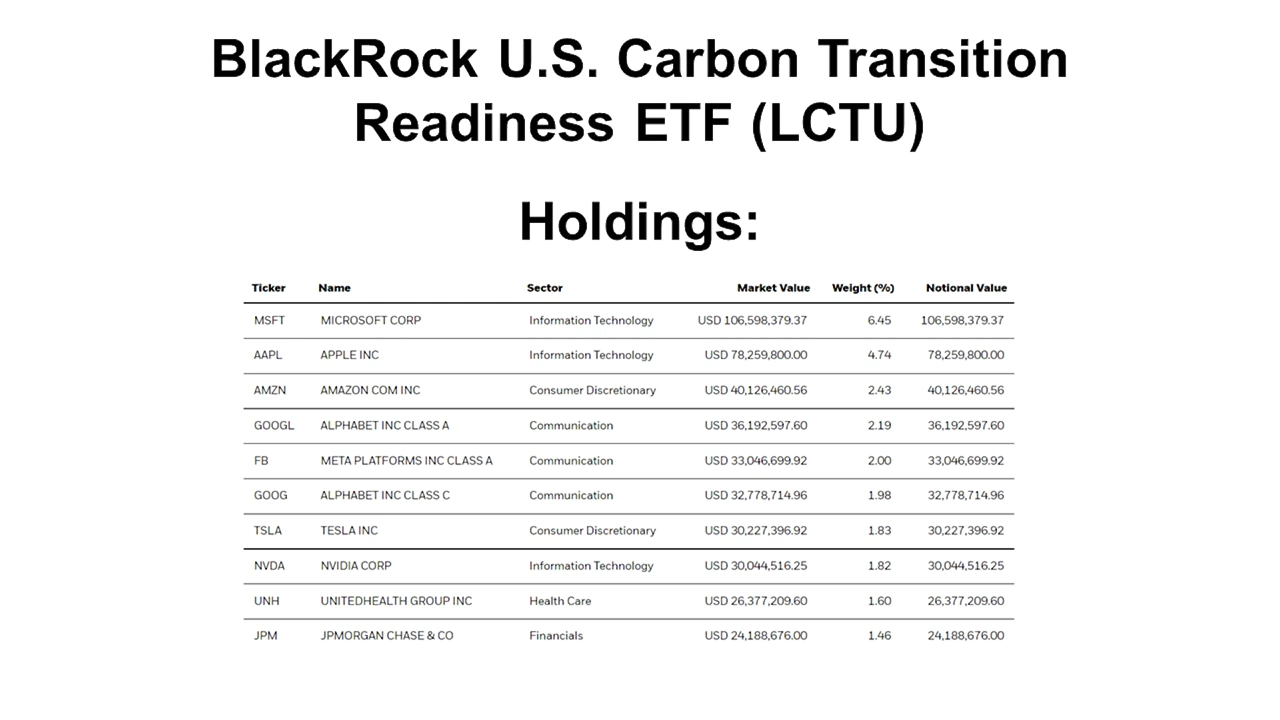 BlackRock U.S. Carbon Transition
Readiness ETF (LCTU)
Holdings:
Ticker Name Sector Market Value Weight (%) Notional Value
MSFT MICROSOFT CORP Information Technology USD 106,598,379.37 6.45 106,598,379.37
AAPL APPLE INC Information Technology USD 78,259,800.00 4.74 78,259,800.00
AMZN AMAZON COM INC Consumer Discretionary USD 40,126,460.56 2.43 40,126,460.56
GOOGL ALPHABET INC CLASS A Communication USD 36,192,597.60 2.19 36,192,597.60
FB META PLATFORMS INC CLASS A Communication USD 33,046,699.92 2.00 33,046,699.92
GOOG ALPHABET INC CLASS C Communication USD 32,778,714.96 1.98 32,778,714.96
TSLA TESLA INC Consumer Discretionary USD 30,227,396.92 1.83 30,227,396.92
NVDA NVIDIA CORP Information Technology USD 30,044,516.25 1.82 30,044,516.25
UNH UNITEDHEALTH GROUP INC Health Care USD 26,377,209.60 1.60 26,377,209.60
JPM JPMORGAN CHASE & CO Financials USD 24,188,676.00 1.46 24,188,676.00